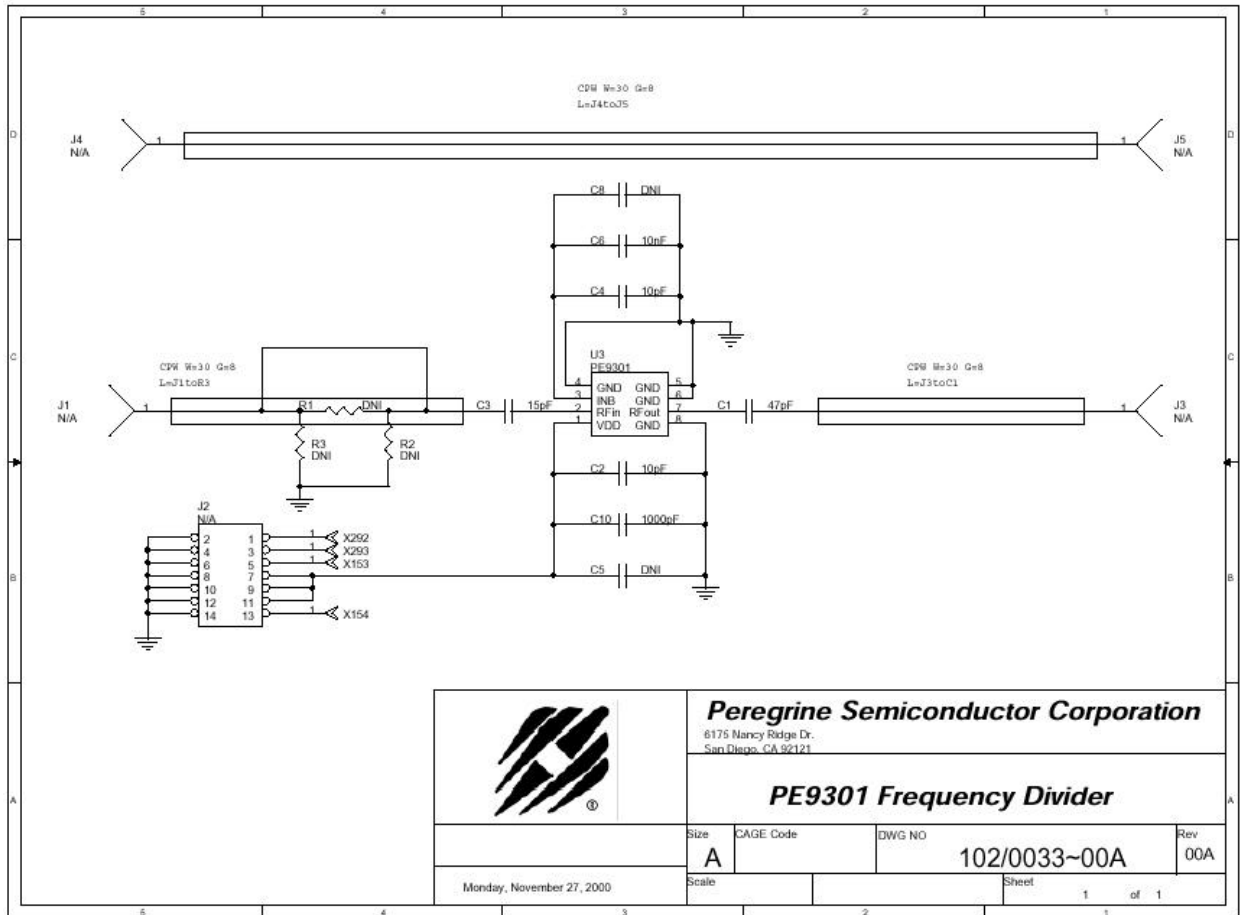 5 4 3 2 1
D D
C C
B B
A A
CPW W=30 G=8
L=J4toJ5
J4
N/A
1
1
J5
N/A
C8 DNI
C6 10nF
C4 10pF
U3
PE9301
4 GND GND 5
3 INB GND 6
2 RFin RFout 7
1 VDD GND 8
CPW W=30 G=8
L=J1toR3
J1
N/A
1
R1 DNI
R3
DNI
R2
DNI
C3 15pF
C1 47pF
CPW W=30 G=8
L=J3toC1
1
J3
N/A
C2 10pF
C10 1000pF
C5 DNI
J2
N/A
2 1 1 X292
4 3 1 X293
6 5 1 X153
8 7
10 9
12 11
14 13 1 X154
®
Peregrine Semiconductor Corporation
6175 Nancy Ridge Dr.
San Diego, CA 92121
PE9301 Frequency Divider
Size
A
CAGE Code
DWG NO
102/0033~00A
Rev
00A
Monday, November 27, 2000
Scale
Sheet
1 of 1
5 4 3 2 1